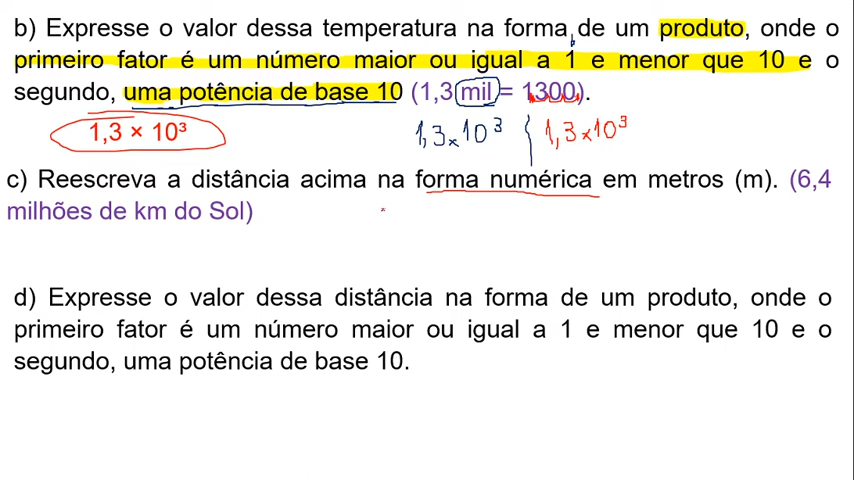 b) Expresse o valor dessa temperatura na forma de um produto, onde o
primeiro fator é um número maior ou igual a 1 e menor que 10 e o
segundo, uma potência de base 10 (1,3 mil = 1300).
1,3 × 10³ 1,3 × 10³ 1,3 × 10³
c) Reescreva a distância acima na forma numérica em metros (m). (6,4
milhões de km do Sol)
d) Expresse o valor dessa distância na forma de um produto, onde o
primeiro fator é um número maior ou igual a 1 e menor que 10 e o
segundo, uma potência de base 10.